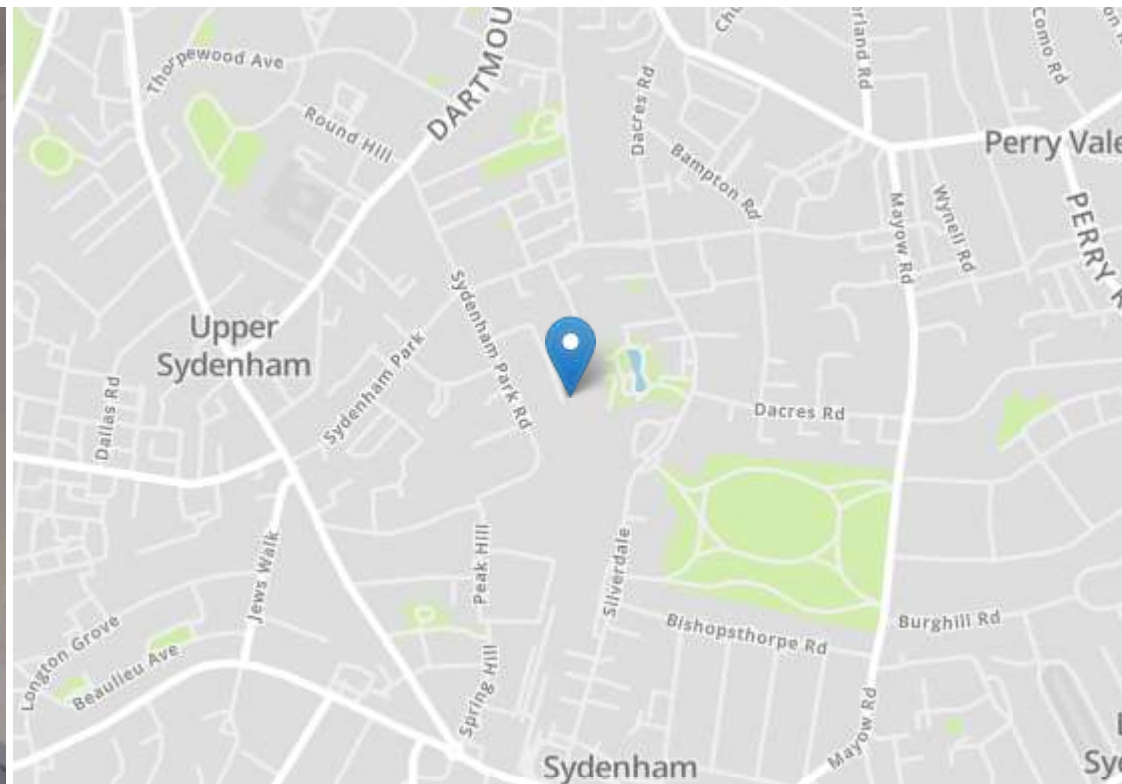 Thorpewood Ave
DARTMOU
Dacres Rd
Como Rd
Round Hill
Bampton Rd
Perry Vale
Wynell Rd
Mayow Rd
PERRY
Sydenham Park Rd
Upper
Sydenham
Sydenham Park
Dallas Rd
Dacres Rd
Jews Walk
Peak Hill
Silverdale
Longton Grove
Beaulieu Ave
Bishopsthorpe Rd
Burghill Rd
Spring Hill
Mayow Rd
Sydenham